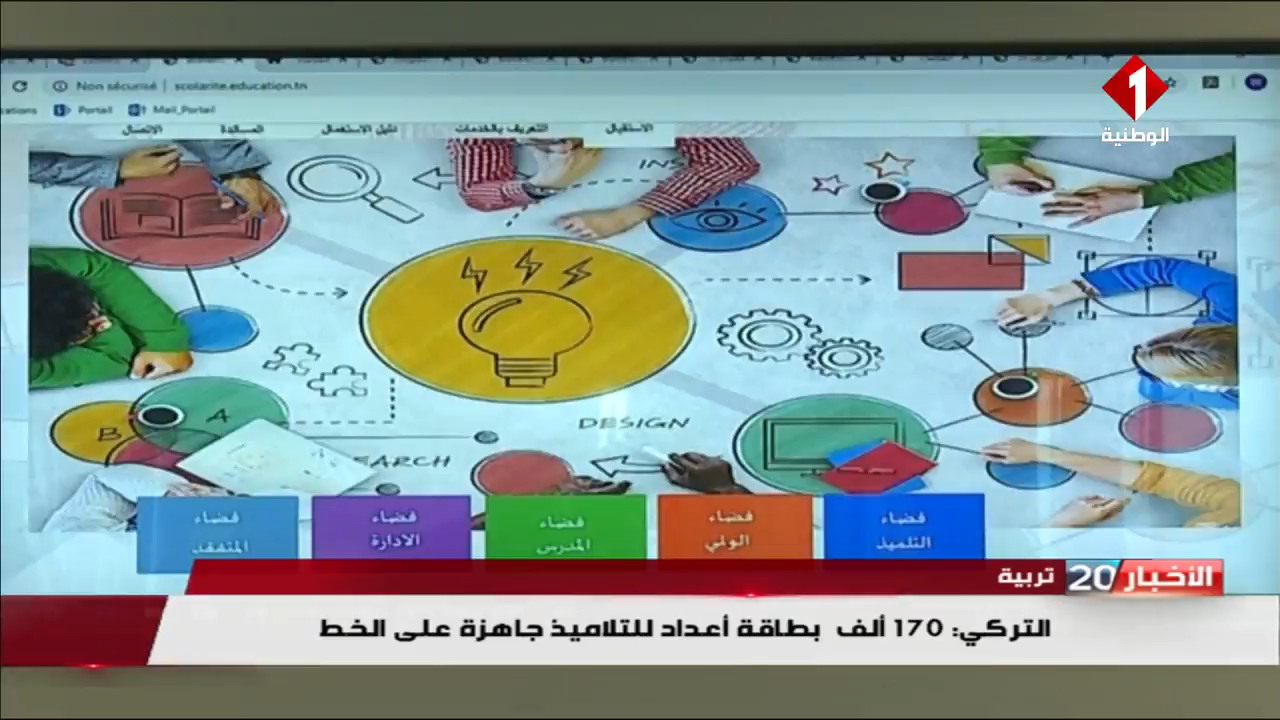 Non sécurisé | scolarite.education.tn
Portail
Mail_Portail
1
الوطنية
الاستقبال
التعريف بالخدمات
دليل الاستعمال
المساعدة
الاتصال
INS
A
B
DESIGN
EARCH
فضاء
التلميذ
فضاء
الولي
فضاء
المدرس
فضاء
الادارة
فضاء
المتفقد
الأخبار 20
تربية
التركي: 170 ألف بطاقة أعداد للتلاميذ جاهزة على الخط